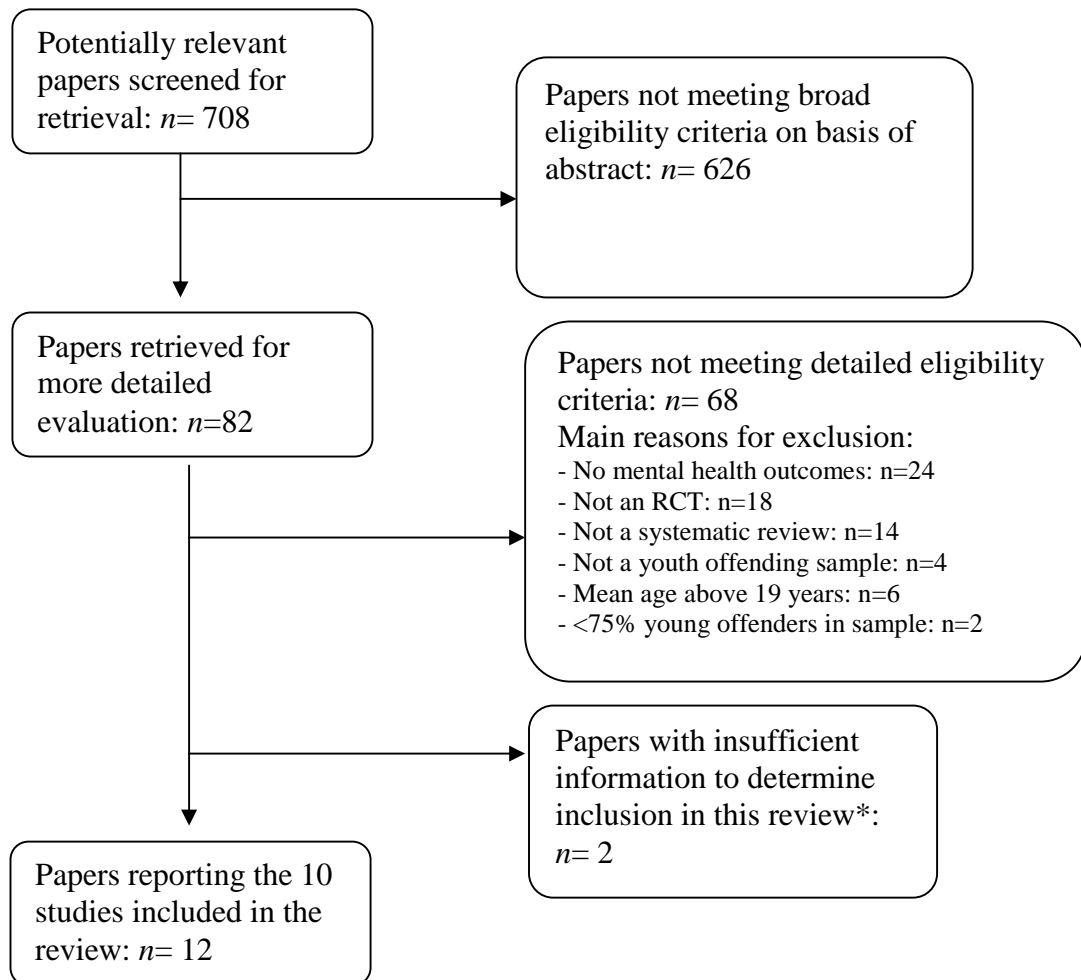 Potentially relevant
papers screened for
retrieval: n= 708
Papers not meeting broad
eligibility criteria on basis of
abstract: n= 626
Papers retrieved for
more detailed
evaluation: n=82
Papers not meeting detailed eligibility
criteria: n= 68
Main reasons for exclusion:
- No mental health outcomes: n=24
- Not an RCT: n=18
- Not a systematic review: n=14
- Not a youth offending sample: n=4
- Mean age above 19 years: n=6
- <75% young offenders in sample: n=2
Papers with insufficient
information to determine
inclusion in this review*:
n= 2
Papers reporting the 10
studies included in the
review: n= 12